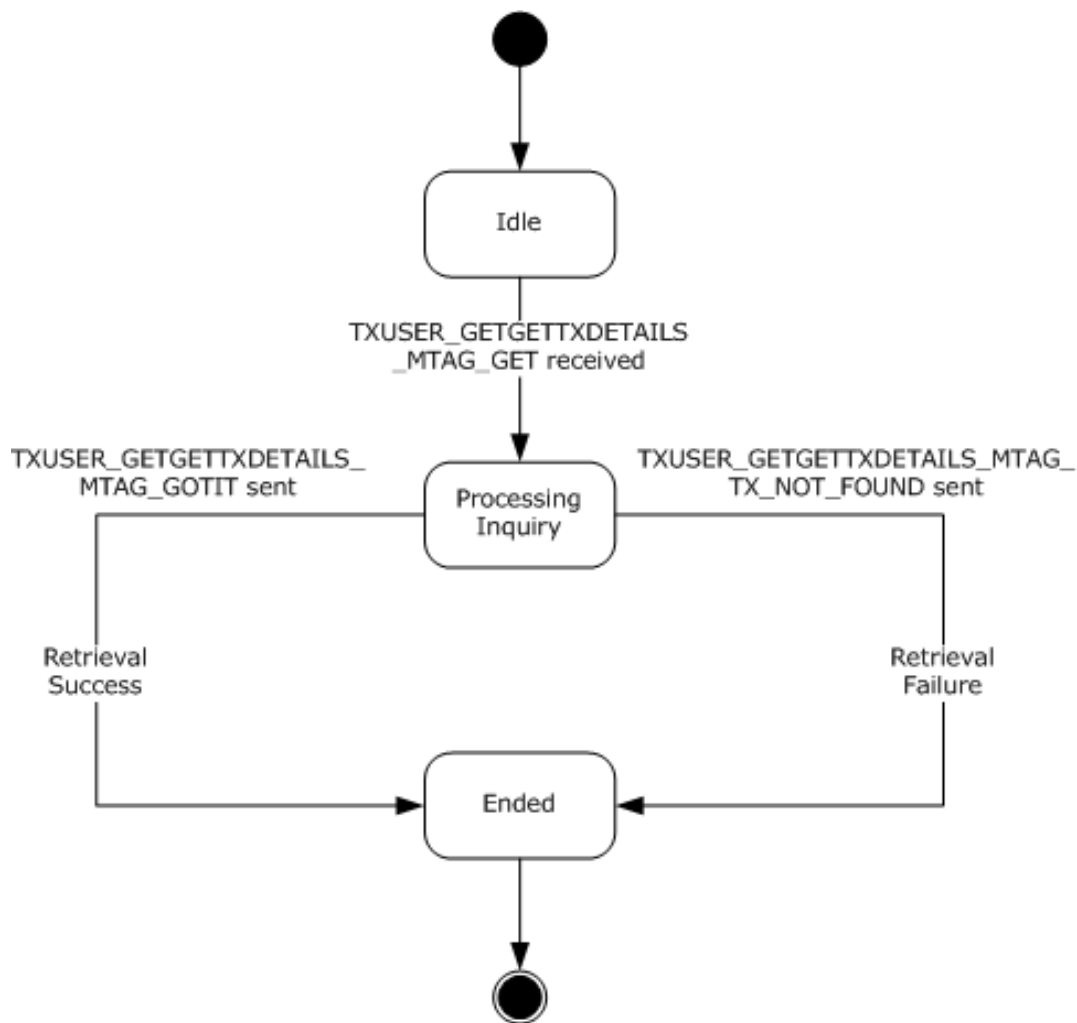 Idle
TXUSER_GETGETTXDETAILS
_MTAG_GET received
TXUSER_GETGETTXDETAILS_
MTAG_GOTIT sent
TXUSER_GETGETTXDETAILS_MTAG_
TX_NOT_FOUND sent
Processing
Inquiry
Retrieval
Success
Retrieval
Failure
Ended